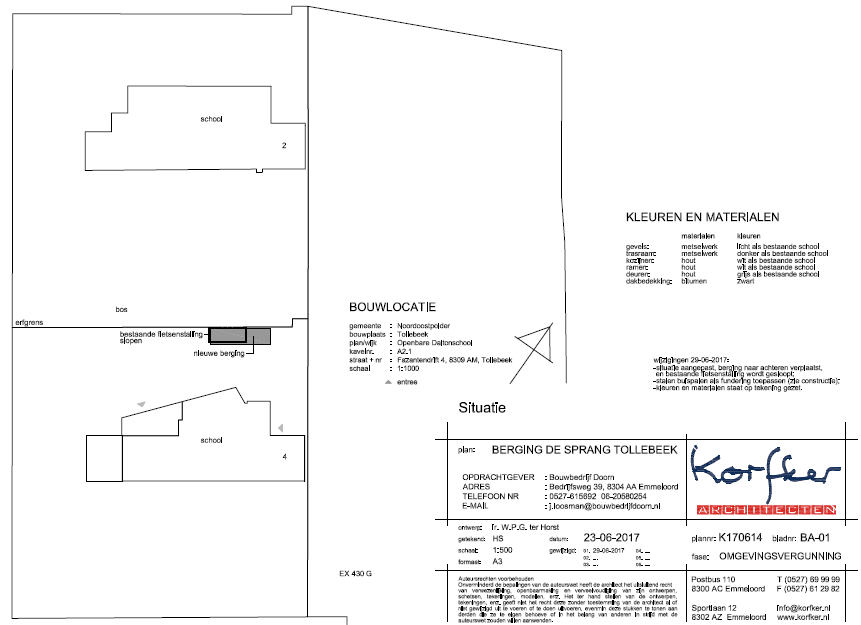 school
2
KLEUREN EN MATERIALEN
materialen kleuren
gevels: metselwerk licht als bestaande school
trasraam: metselwerk donker als bestaande school
kozijnen: hout wit als bestaande school
ramen: hout wit als bestaande school
deuren: hout grijs als bestaande school
dakbedekking: bitumen zwart
bos
erfgrens
bestaande fietsenstalling
slopen
nieuwe berging
BOUWLOCATIE
gemeente : Noordoostpolder
bouwplaats : Tollebeek
plan/wijk : Openbare Daltonschool
kavelnr. : A2.1
straat + nr : Fazantendrift 4, 8309 AM, Tollebeek
schaal : 1:1000
entree
wijzigingen 29-06-2017:
-situatie aangepast, berging naar achteren verplaatst,
en bestaande fietsenstalling wordt gesloopt;
-stalen buispalen als fundering toepassen (zie constructie);
-kleuren en materialen staat op tekening gezet.
school
4
EX 430 G
Situatie
plan: BERGING DE SPRANG TOLLEBEEK
OPDRACHTGEVER : Bouwbedrijf Doorn
ADRES : Bedrijfsweg 39, 8304 AA Emmeloord
TELEFOON NR : 0527-615692 06-20580254
E-MAIL : j.loosman@bouwbedrijfdoorn.nl
Korfker
ARCHITECTEN
ontwerp: ir. W.P.G. ter Horst
getekend: HS datum: 23-06-2017
schaal: 1:500 gewijzigd: 01. 29-06-2017 04. ...
02. ... 05. ...
formaat: A3 03. ... 06. ...
plannr: K170614 bladnr: BA-01
fase: OMGEVINGSVERGUNNING
Auteursrechten voorbehouden
Onverminderd de bepalingen van de auteurswet heeft de architect het uitsluitend recht
van verwezenlijking, openbaarmaking en verveelvoudiging van zijn ontwerpen,
schetsen, tekeningen, modellen, enz. Het ter hand stellen van de ontwerpen,
tekeningen, enz. geeft niet het recht deze zonder toestemming van de architect al of
niet gewijzigd uit te voeren of te doen uitvoeren, evenmin deze stukken te tonen aan
derden die ze te eigen behoeve of in het belang van anderen in strijd met de
auteurswet zouden willen aanwenden.
Postbus 110 T (0527) 69 99 99
8300 AC Emmeloord F (0527) 61 29 82
Sportlaan 12 info@korfker.nl
8302 AZ Emmeloord www.korfker.nl